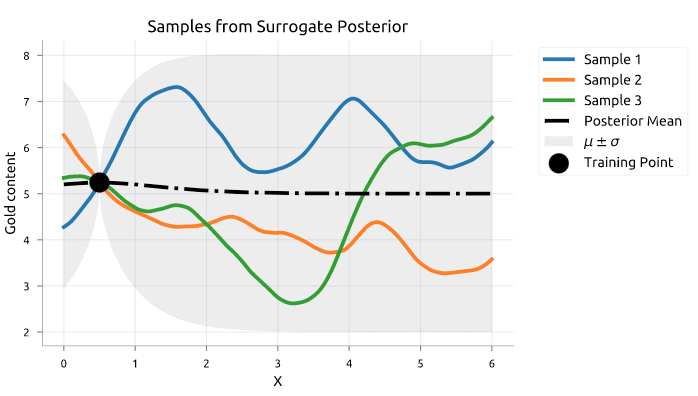 Samples from Surrogate Posterior
Gold content
8
7
6
5
4
3
2
0 1 2 3 4 5 6
X
Sample 1
Sample 2
Sample 3
Posterior Mean
μ ± σ
Training Point